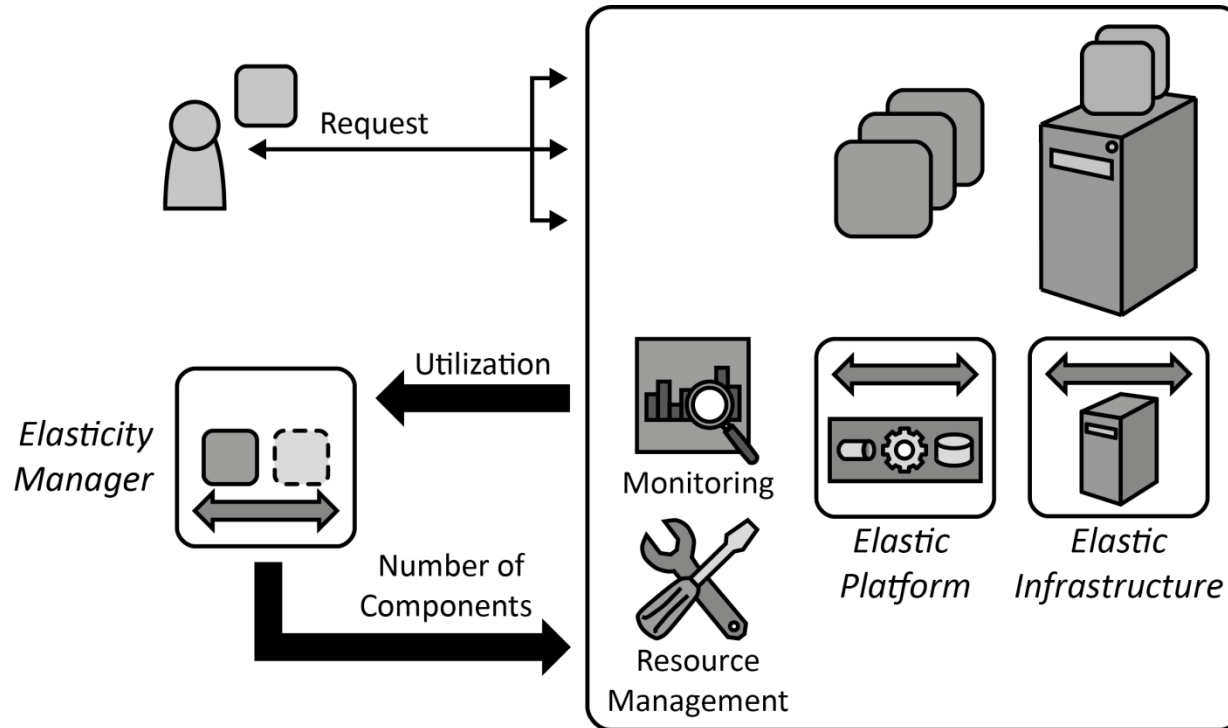 Request
Utilization
Elasticity
Manager
Number of
Components
Monitoring
Resource
Management
Elastic
Platform
Elastic
Infrastructure